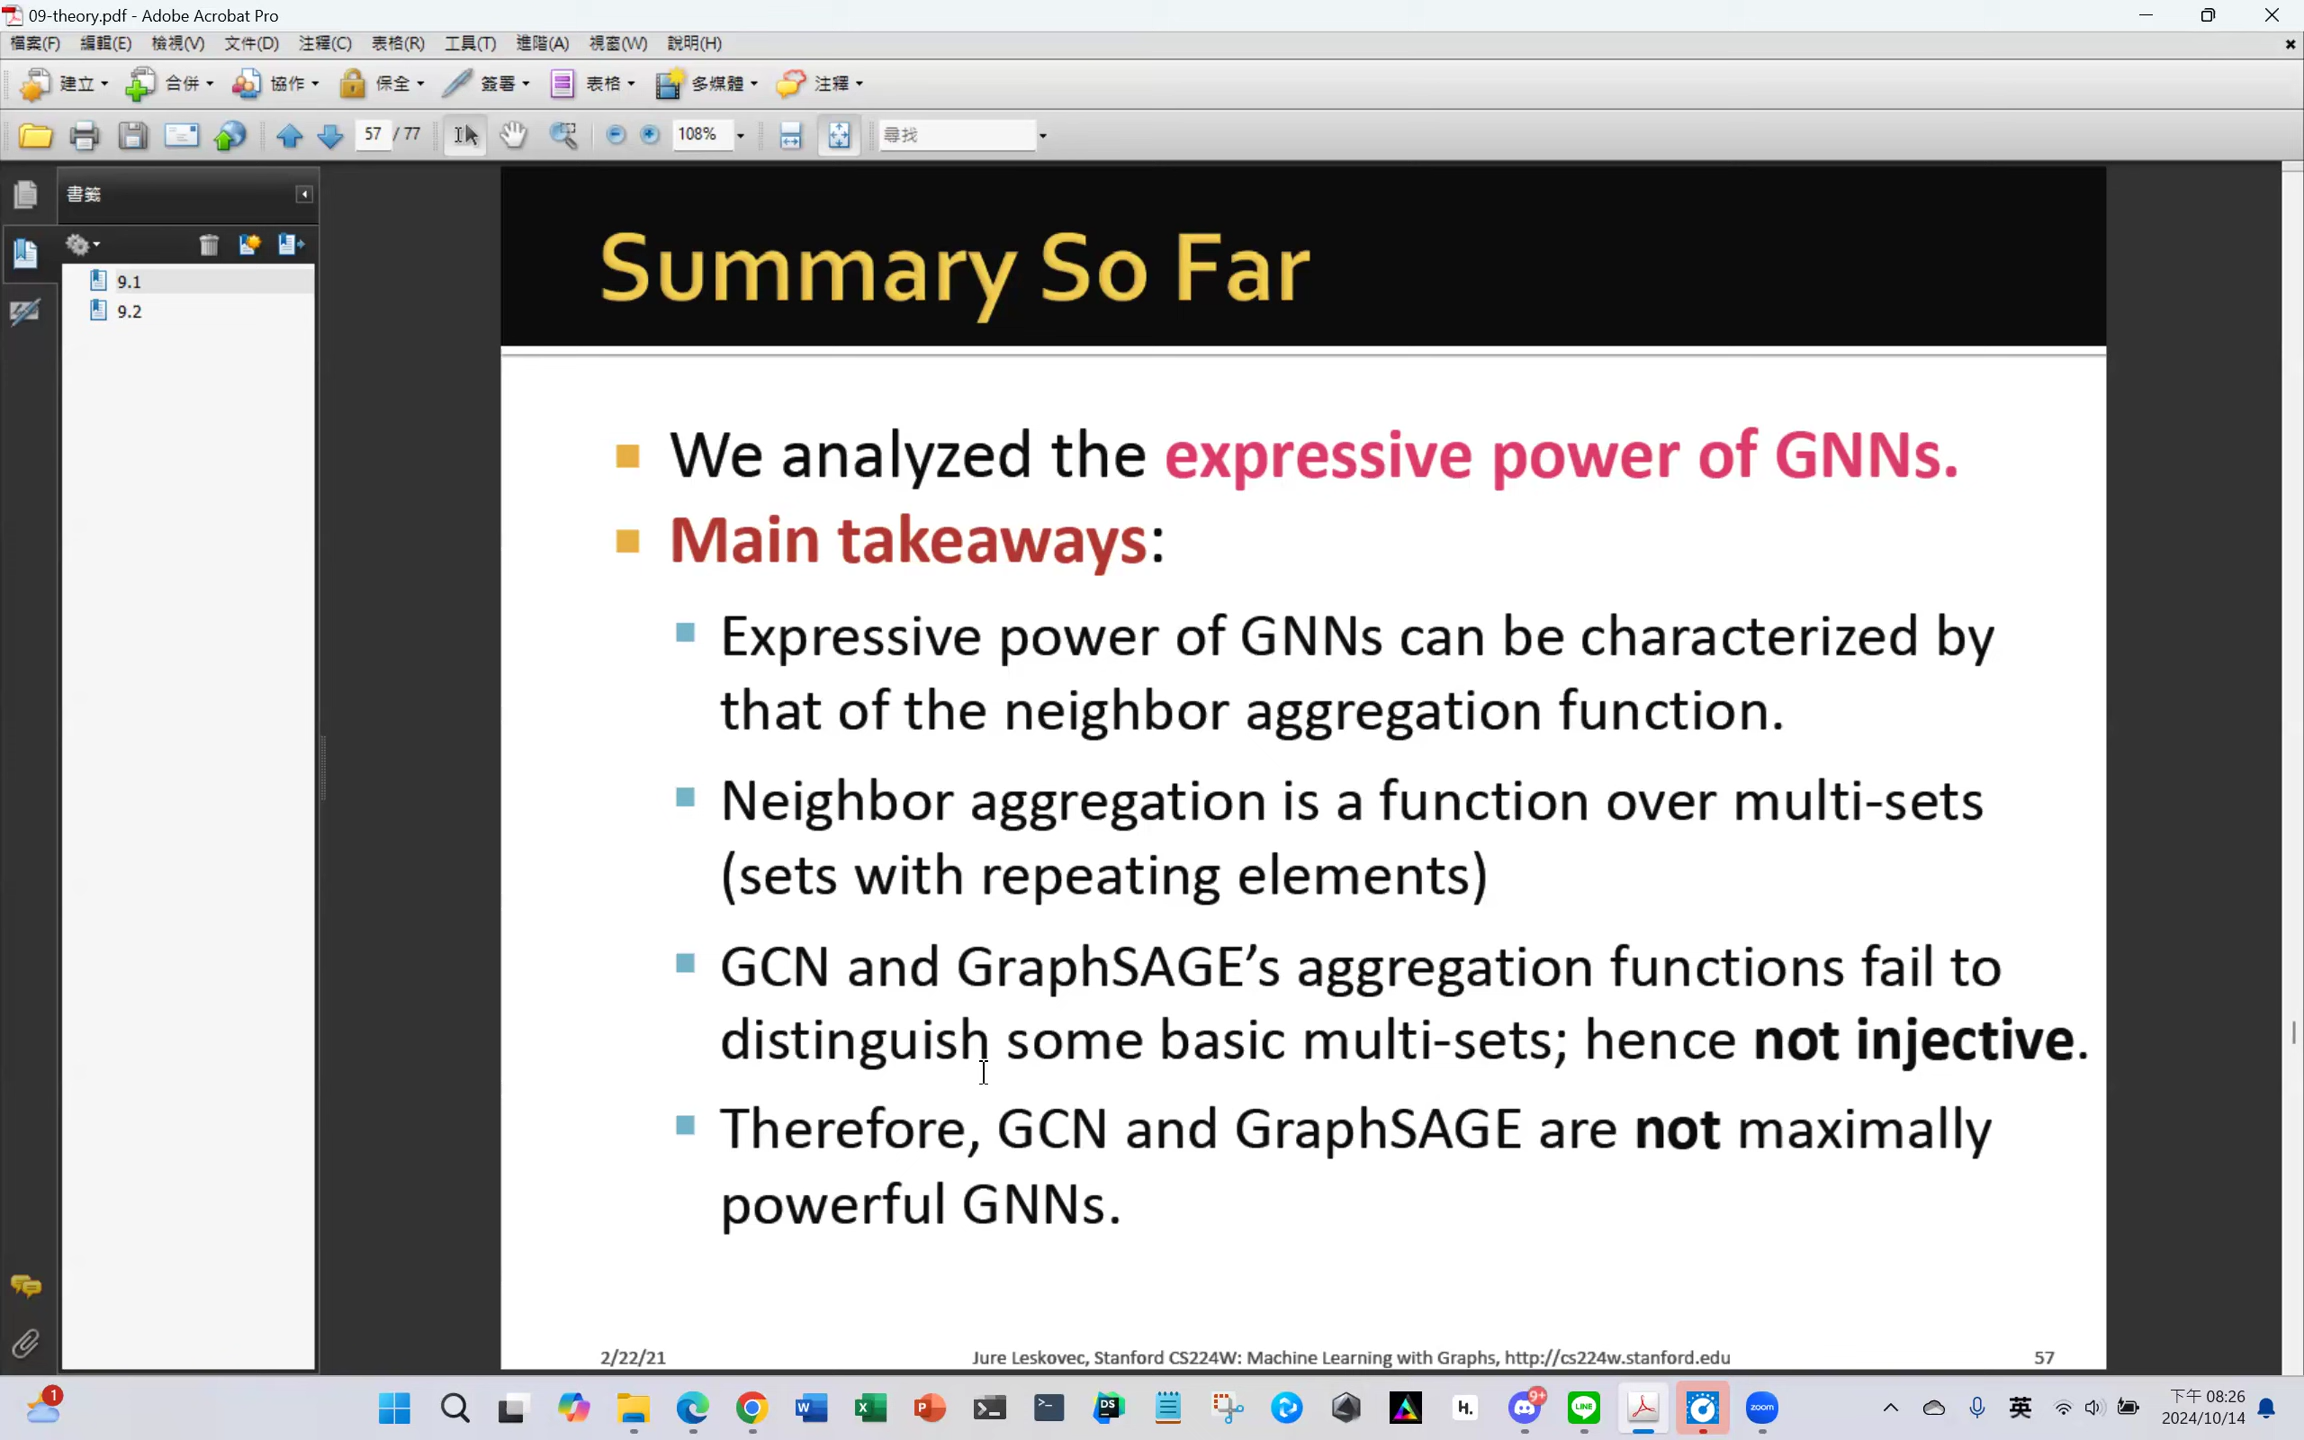 09-theory.pdf - Adobe Acrobat Pro
檔案(F) 編輯(E) 檢視(V) 文件(D) 注釋(C) 表格(R) 工具(T) 進階(A) 視窗(W) 說明(H)
建立 合併 協作 保全 簽署 表格 多媒體 注釋
57 / 77 108% 尋找
書籤
9.1
9.2
Summary So Far
We analyzed the expressive power of GNNs.
Main takeaways:
Expressive power of GNNs can be characterized by
that of the neighbor aggregation function.
Neighbor aggregation is a function over multi-sets
(sets with repeating elements)
GCN and GraphSAGE’s aggregation functions fail to
distinguish some basic multi-sets; hence not injective.
Therefore, GCN and GraphSAGE are not maximally
powerful GNNs.
2/22/21 Jure Leskovec, Stanford CS224W: Machine Learning with Graphs, http://cs224w.stanford.edu 57
1 W X P DS H. 9+ LINE zoom 英 下午 08:26
2024/10/14